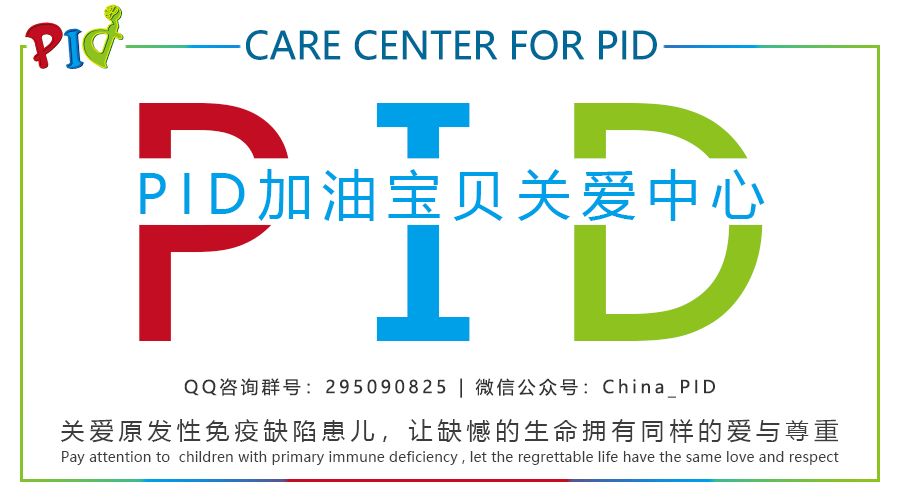 PID
CARE CENTER FOR PID
PID
PID加油宝贝关爱中心
QQ咨询群号：295090825 | 微信公众号：China_PID
关爱原发性免疫缺陷患儿，让缺憾的生命拥有同样的爱与尊重
Pay attention to children with primary immune deficiency , let the regrettable life have the same love and respect